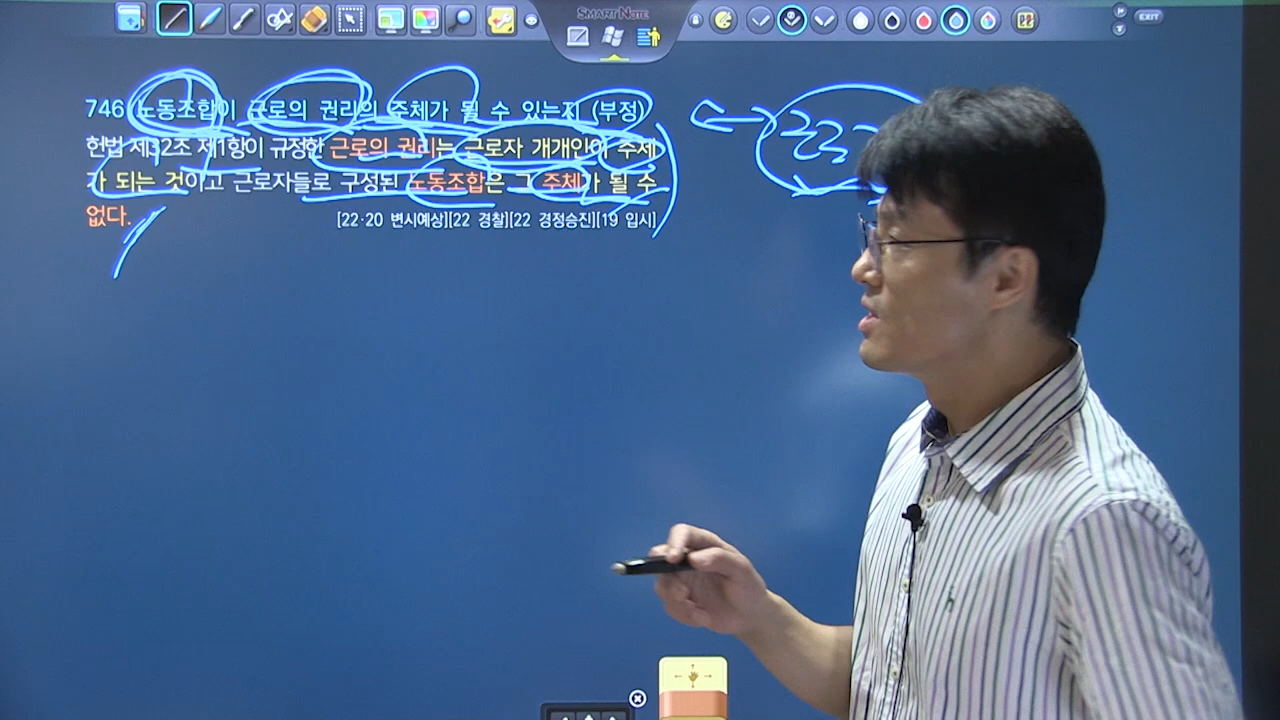 SMARTNOTE
EXIT
746 노동조합이 근로의 권리의 주체가 될 수 있는지 (부정)
헌법 제32조 제1항이 규정한 근로의 권리는 근로자 개개인이 주체
가 되는 것이고 근로자들로 구성된 노동조합은 그 주체가 될 수
없다.
[22·20 변시예상][22 경찰][22 경정승진][19 입시]